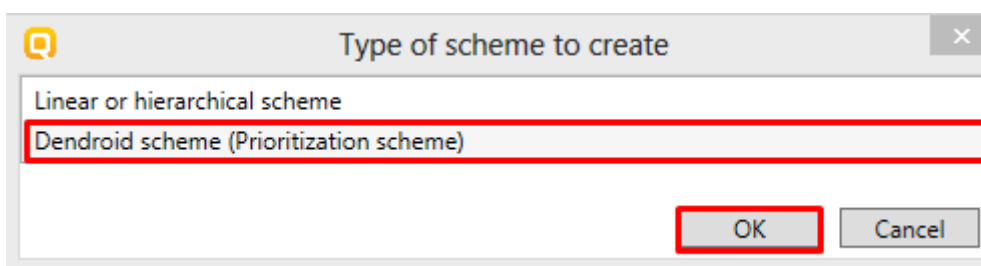 Type of scheme to create
Linear or hierarchical scheme
Dendroid scheme (Prioritization scheme)
OK Cancel